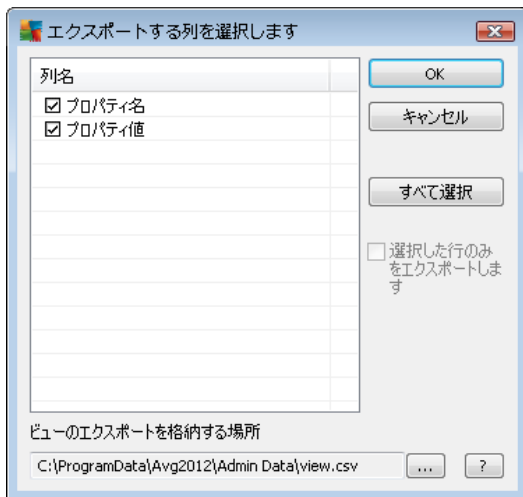 エクスポートする列を選択します
列名
プロパティ名
プロパティ値
OK
キャンセル
すべて選択
選択した行のみ
をエクスポートしま
す
ビューのエクスポートを格納する場所
C:\ProgramData\Avg2012\Admin Data\view.csv
...
?